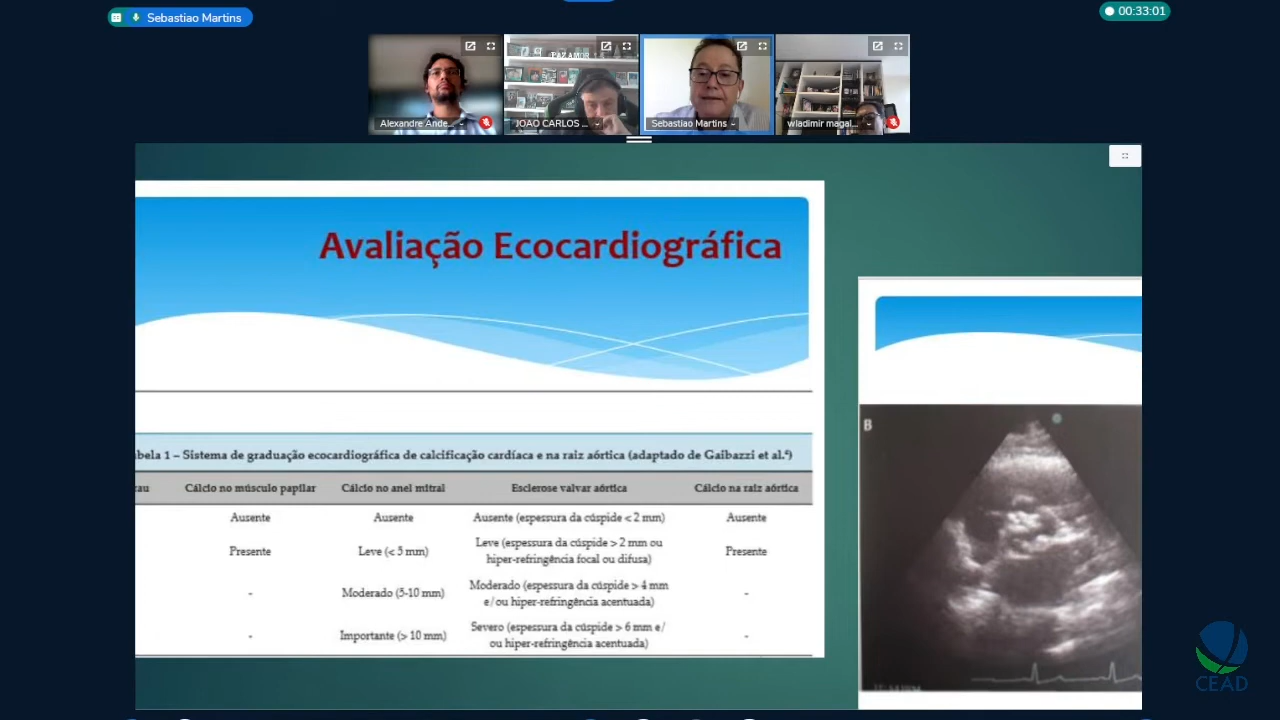 Sebastiao Martins
00:33:01
Alexandre Ande...
JOAO CARLOS ...
Sebastiao Martins
wladimir magal...
Avaliação Ecocardiográfica
bela 1 – Sistema de graduação ecocardiográfica de calcificação cardíaca e na raiz aórtica (adaptado de Gaibazzi et al.⁴)
au Cálcio no músculo papilar Cálcio no anel mitral Esclerose valvar aórtica Cálcio na raiz aórtica
Ausente Ausente Ausente (espessura da cúspide < 2 mm) Ausente
Presente Leve (< 5 mm) Leve (espessura da cúspide > 2 mm ou
hiper-refringência focal ou difusa) Presente
- Moderado (5-10 mm) Moderado (espessura da cúspide > 4 mm
e/ou hiper-refringência acentuada) -
- Importante (> 10 mm) Severo (espessura da cúspide > 6 mm e/
ou hiper-refringência acentuada) -
B
CEAD